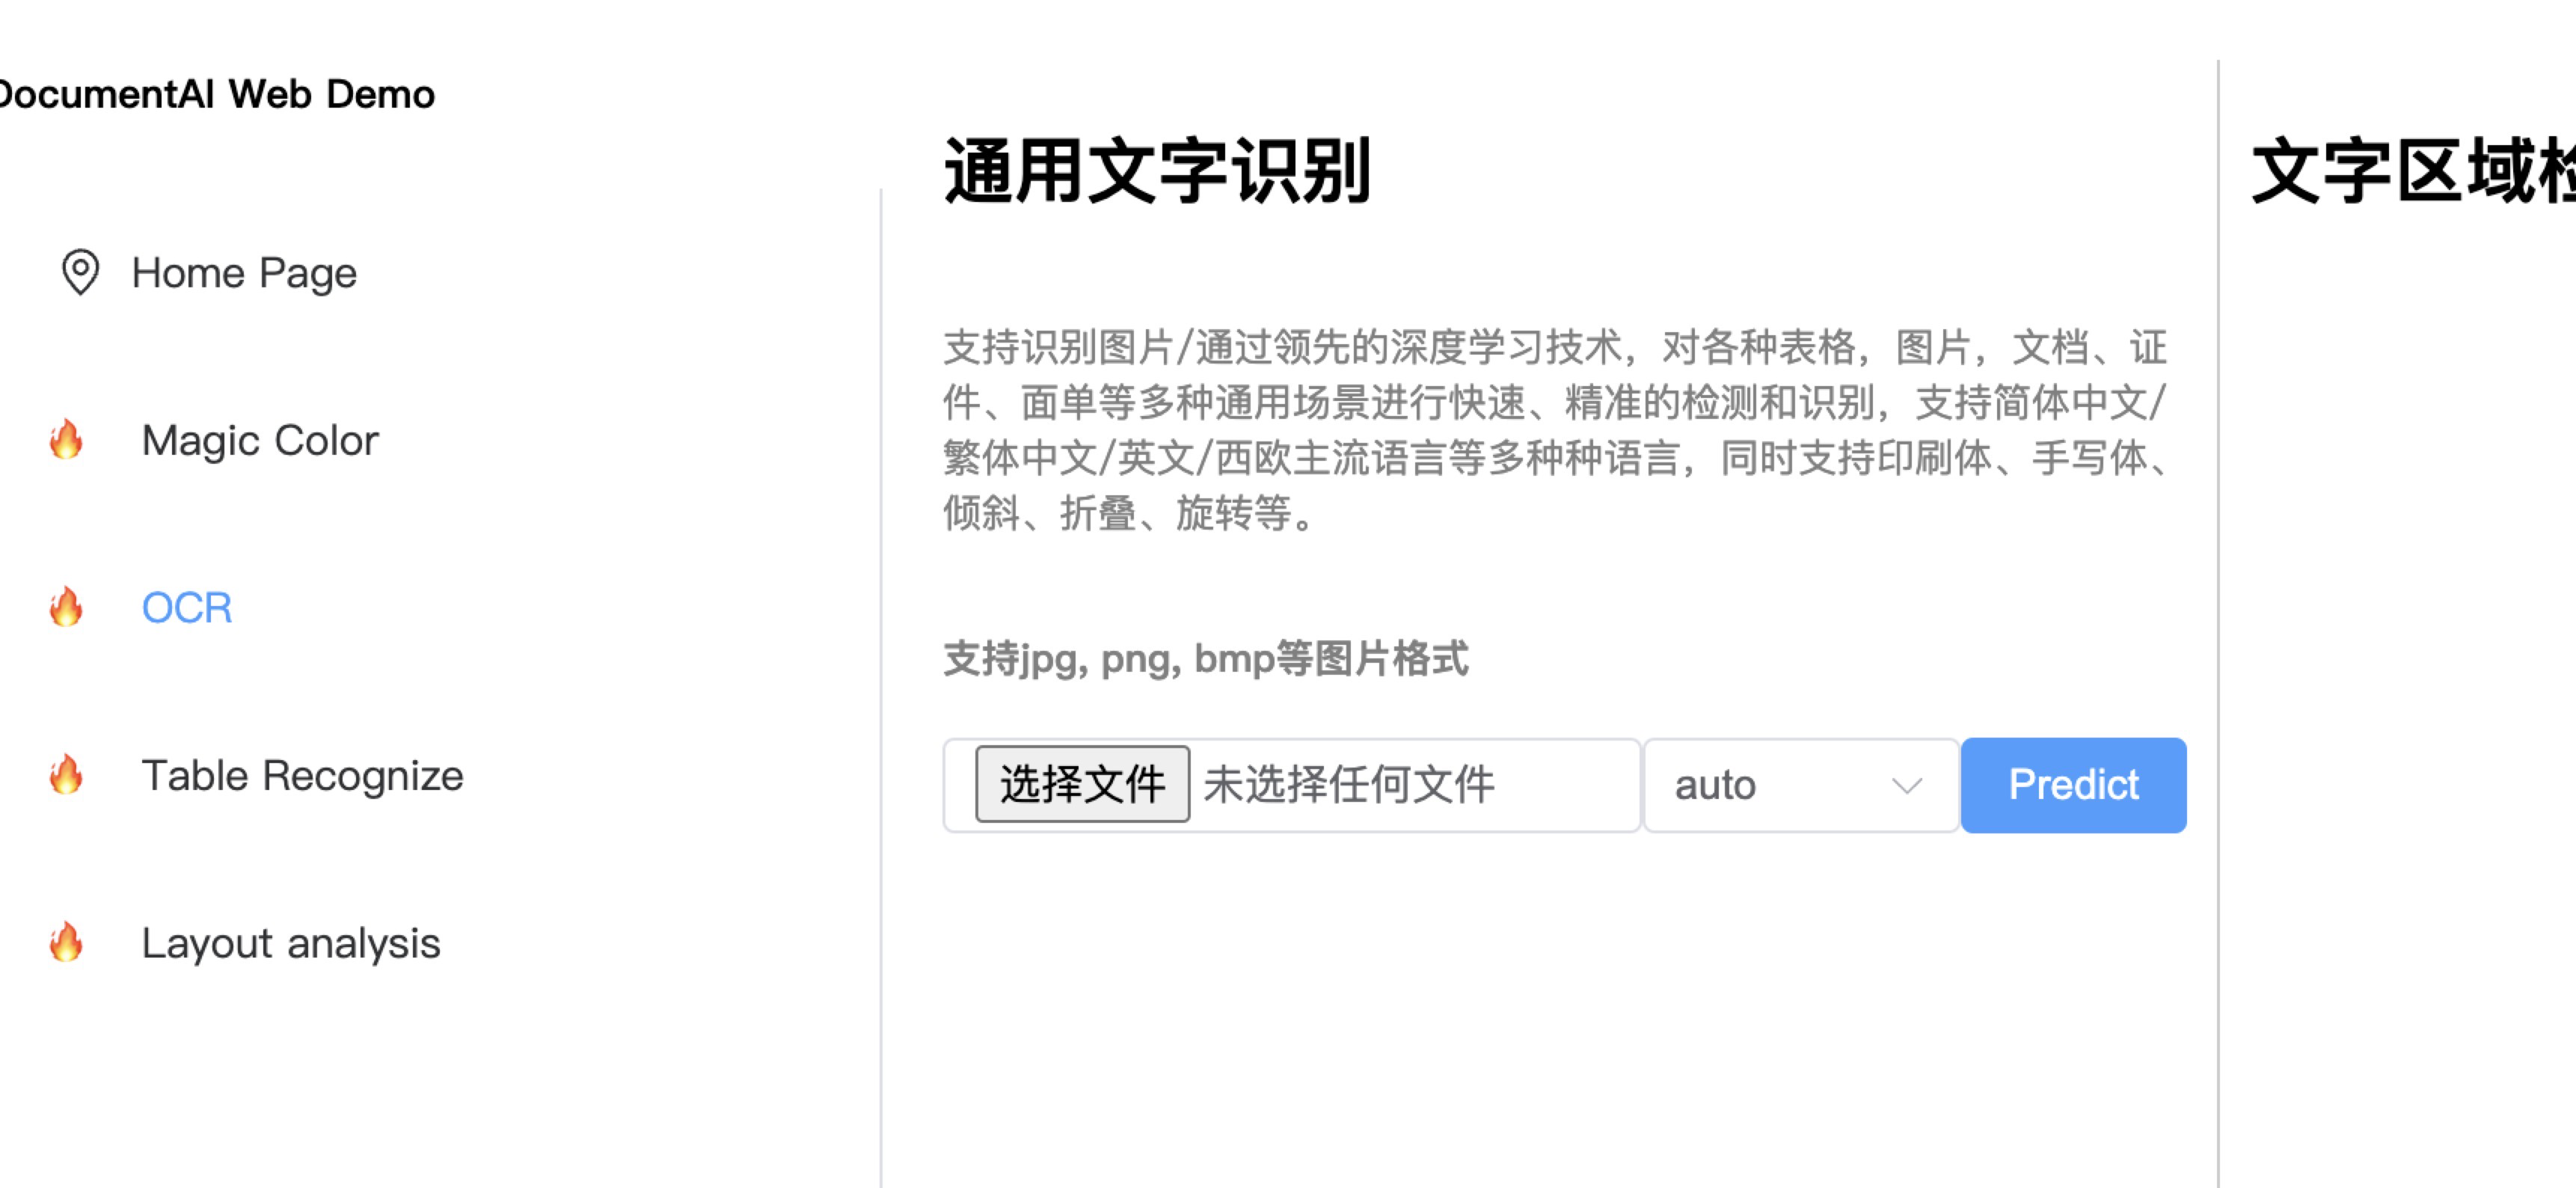 DocumentAI Web Demo
Home Page
Magic Color
OCR
Table Recognize
Layout analysis
通用文字识别
支持识别图片/通过领先的深度学习技术，对各种表格，图片，文档、证
件、面单等多种通用场景进行快速、精准的检测和识别，支持简体中文/
繁体中文/英文/西欧主流语言等多种种语言，同时支持印刷体、手写体、
倾斜、折叠、旋转等。
支持jpg, png, bmp等图片格式
选择文件 未选择任何文件 auto Predict
文字区域